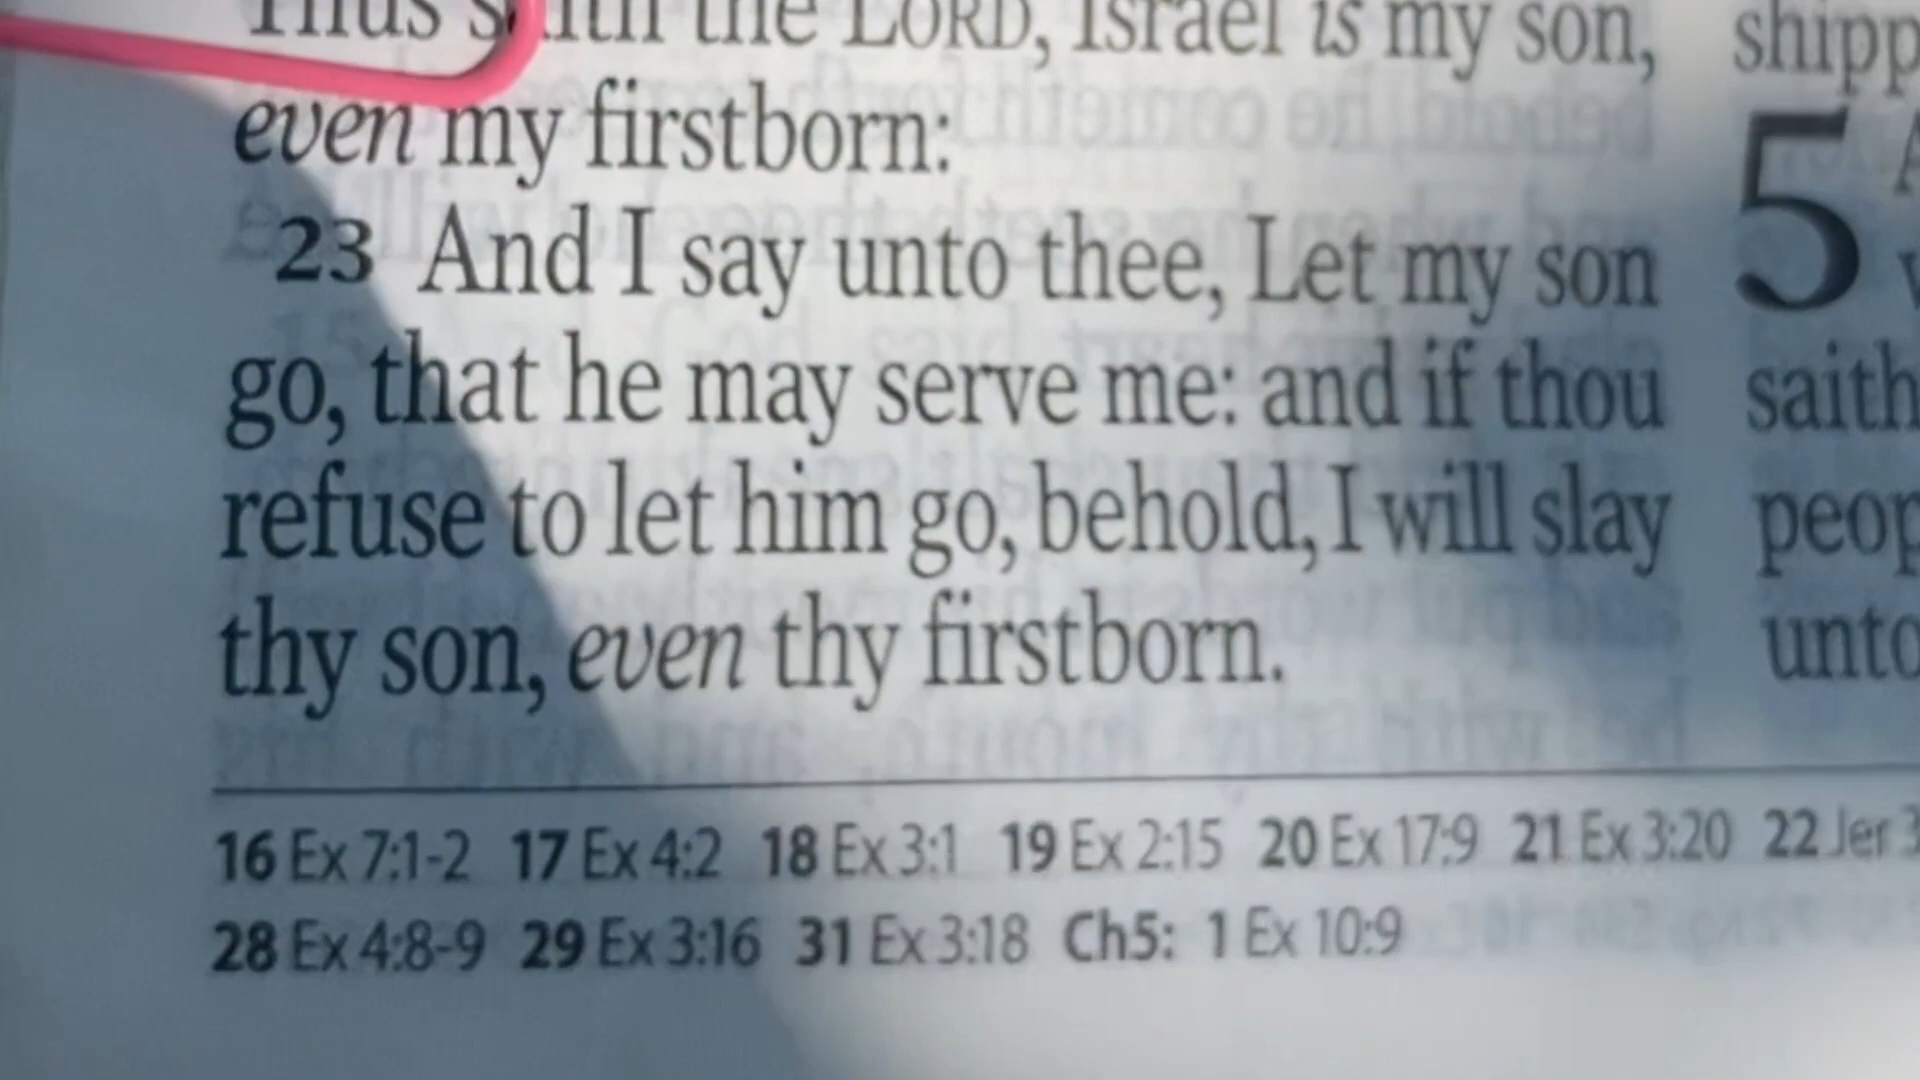 Thus saith the LORD, Israel is my son,
even my firstborn:
23 And I say unto thee, Let my son
go, that he may serve me: and if thou
refuse to let him go, behold, I will slay
thy son, even thy firstborn.
shipp
5
saith
peop
unto
16 Ex 7:1-2 17 Ex 4:2 18 Ex 3:1 19 Ex 2:15 20 Ex 17:9 21 Ex 3:20 22 Jer 3
28 Ex 4:8-9 29 Ex 3:16 31 Ex 3:18 Ch5: 1 Ex 10:9